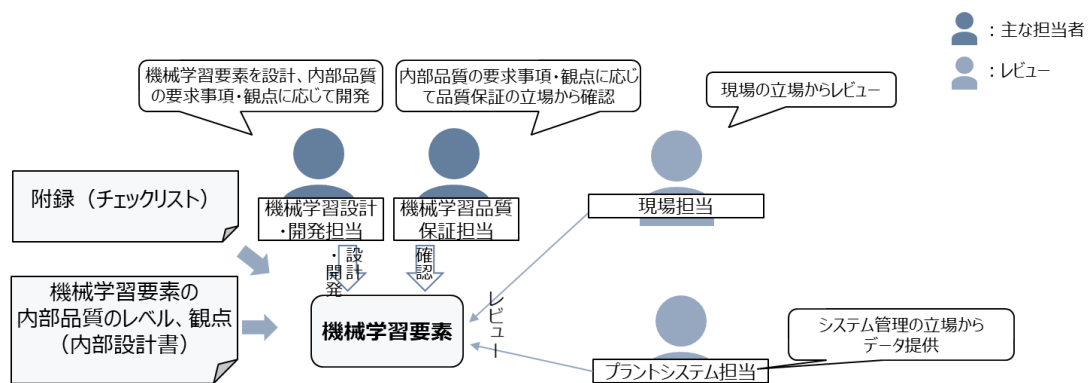 ：主な担当者
：レビュー
機械学習要素を設計、内部品質
の要求事項・観点に応じて開発
内部品質の要求事項・観点に応じ
て品質保証の立場から確認
現場の立場からレビュー
附録（チェックリスト）
機械学習設計
・開発担当
機械学習品質
保証担当
現場担当
設計
・開発
確認
機械学習要素の
内部品質のレベル、観点
（内部設計書）
機械学習要素
レビュー
システム管理の立場から
データ提供
プラントシステム担当